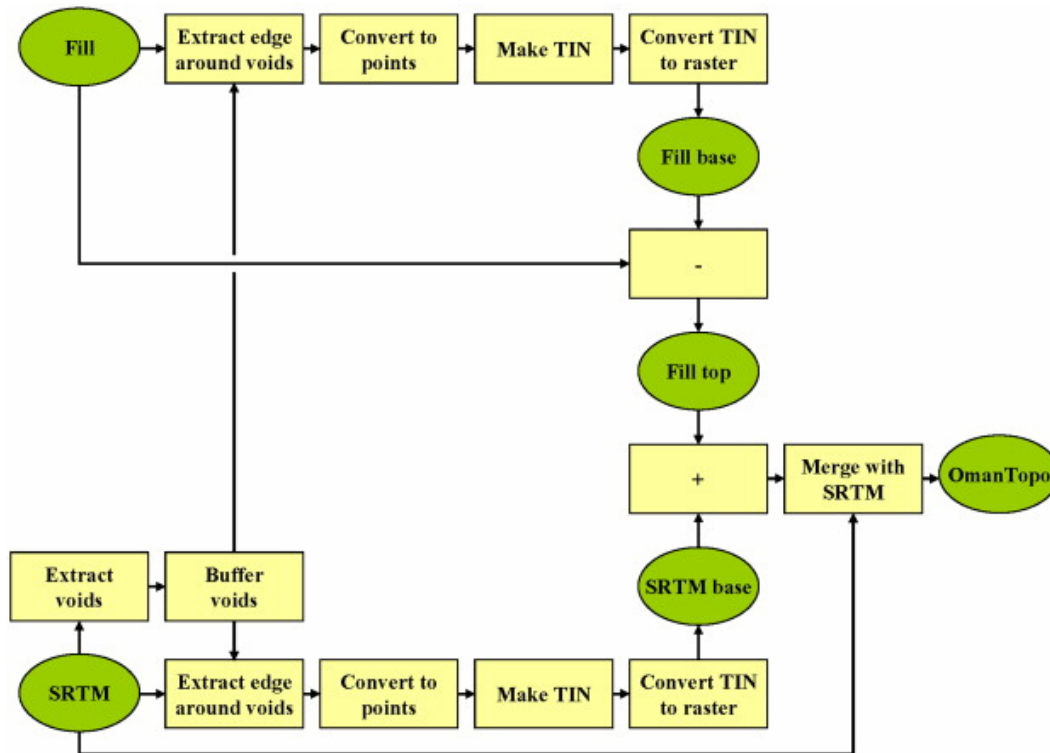 Fill
Extract edge
around voids
Convert to
points
Make TIN
Convert TIN
to raster
Fill base
-
Fill top
+
Merge with
SRTM
OmanTopo
Extract
voids
Buffer
voids
SRTM base
SRTM
Extract edge
around voids
Convert to
points
Make TIN
Convert TIN
to raster